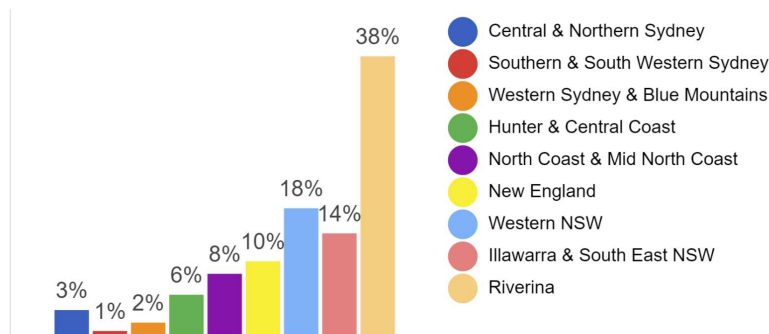 38%
18%
14%
10%
8%
6%
3%
2%
1%
Central & Northern Sydney
Southern & South Western Sydney
Western Sydney & Blue Mountains
Hunter & Central Coast
North Coast & Mid North Coast
New England
Western NSW
Illawarra & South East NSW
Riverina